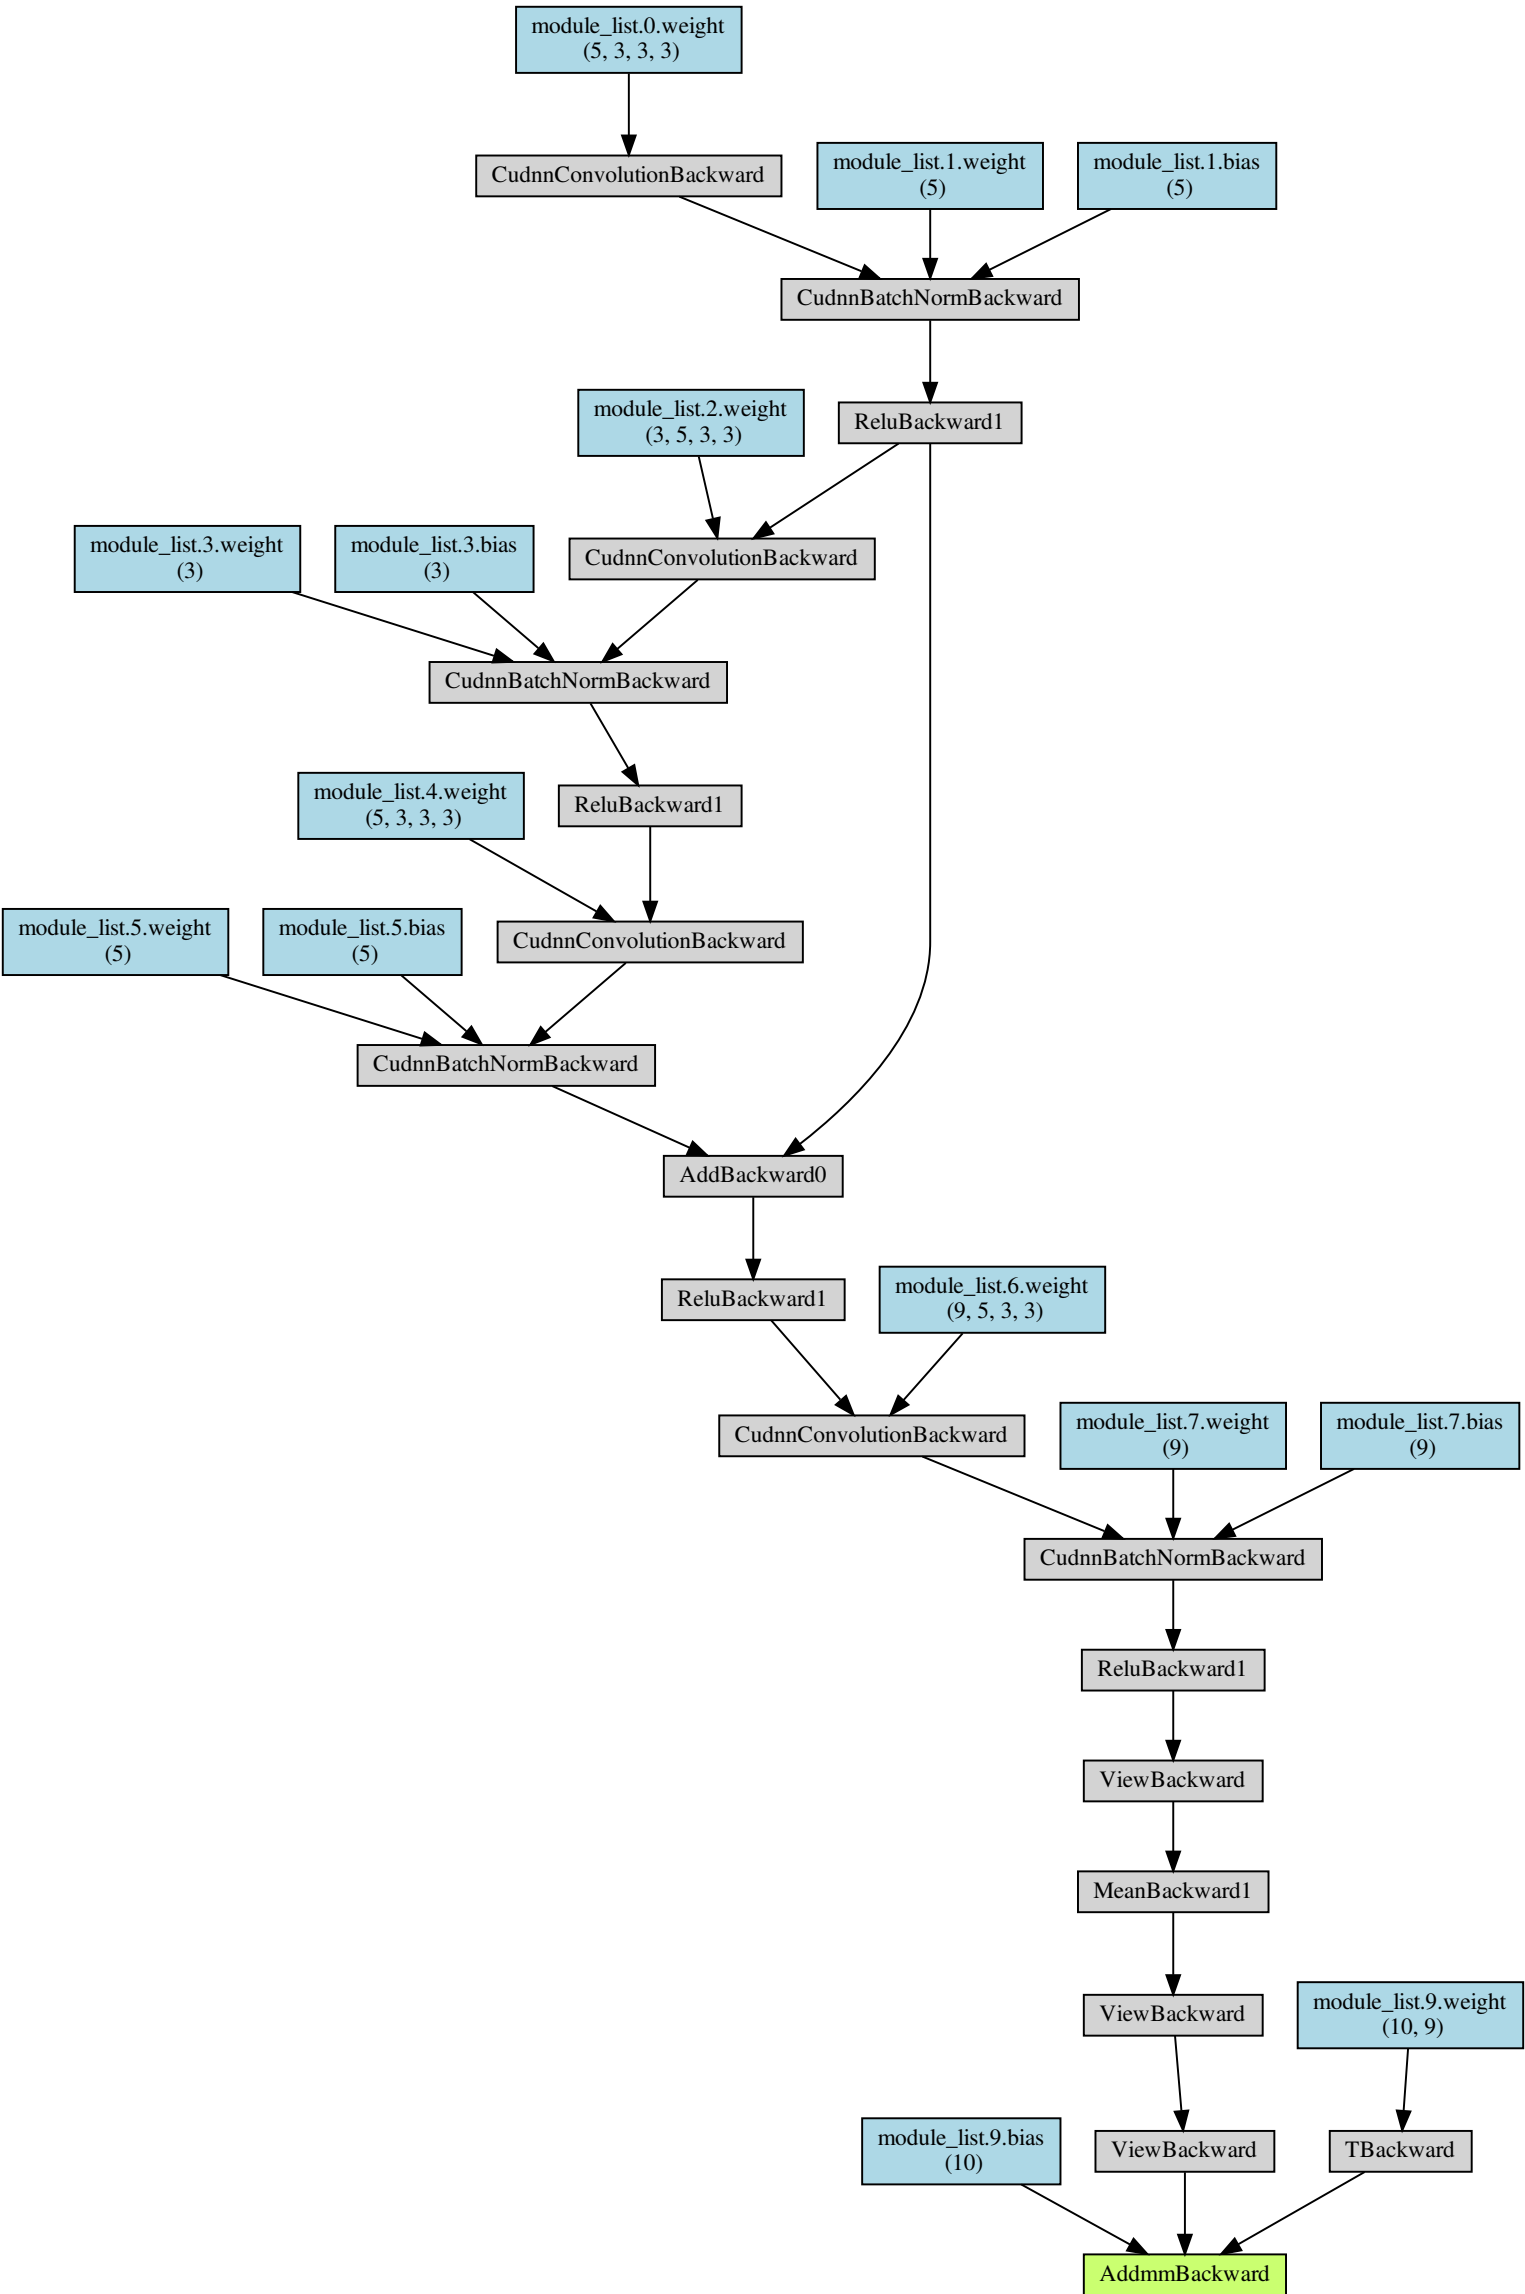 module_list.0.weight
(5, 3, 3, 3)
CudnnConvolutionBackward
module_list.1.weight
(5)
module_list.1.bias
(5)
CudnnBatchNormBackward
module_list.2.weight
(3, 5, 3, 3)
ReluBackward1
module_list.3.weight
(3)
module_list.3.bias
(3)
CudnnConvolutionBackward
CudnnBatchNormBackward
module_list.4.weight
(5, 3, 3, 3)
ReluBackward1
module_list.5.weight
(5)
module_list.5.bias
(5)
CudnnConvolutionBackward
CudnnBatchNormBackward
AddBackward0
ReluBackward1
module_list.6.weight
(9, 5, 3, 3)
CudnnConvolutionBackward
module_list.7.weight
(9)
module_list.7.bias
(9)
CudnnBatchNormBackward
ReluBackward1
ViewBackward
MeanBackward1
ViewBackward
module_list.9.weight
(10, 9)
module_list.9.bias
(10)
ViewBackward
TBackward
AddmmBackward